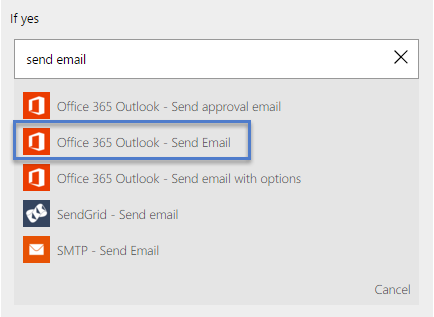 If yes
send email
Office 365 Outlook - Send approval email
Office 365 Outlook - Send Email
Office 365 Outlook - Send email with options
SendGrid - Send email
SMTP - Send Email
Cancel